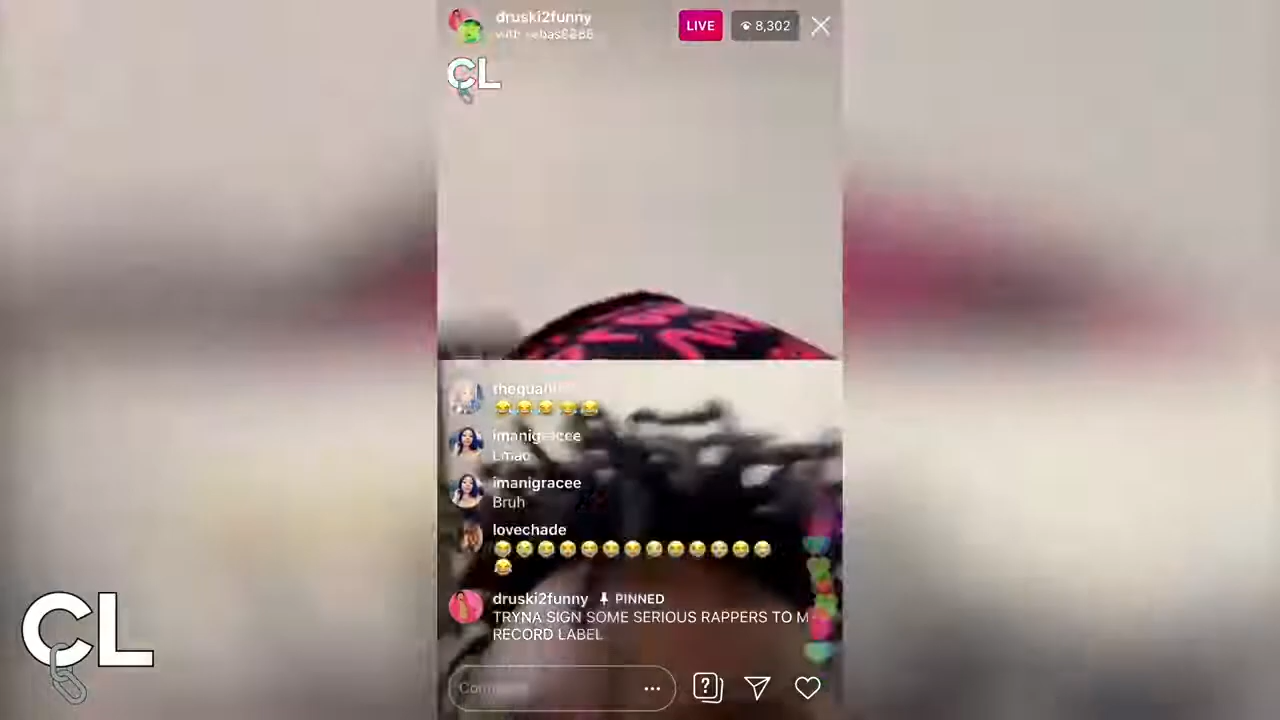 druski2funny
LIVE
8,302
CL
imanigracee
Lmao
imanigracee
Bruh
lovechade
druski2funny PINNED
TRYNA SIGN SOME SERIOUS RAPPERS TO M
RECORD LABEL
CL